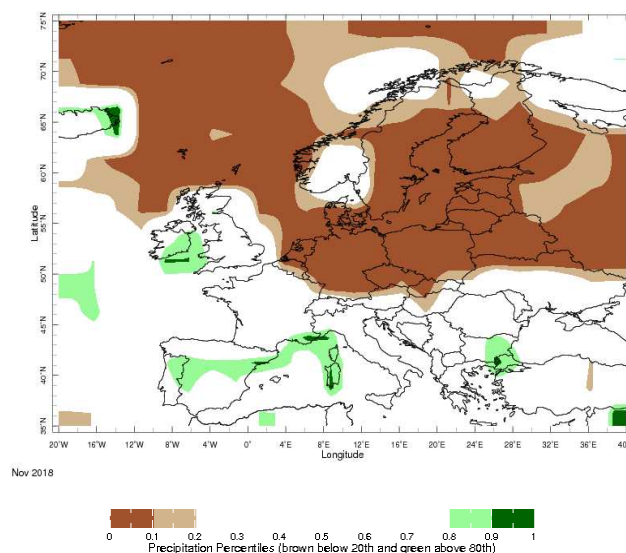 75°N
70°N
65°N
60°N
55°N
50°N
45°N
40°N
35°N
Latitude
20°W 16°W 12°W 8°W 4°W 0° 4°E 8°E 12°E 16°E 20°E 24°E 28°E 32°E 36°E 40°E
Longitude
Nov 2018
0 0.1 0.2 0.3 0.4 0.5 0.6 0.7 0.8 0.9 1
Precipitation Percentiles (brown below 20th and green above 80th)